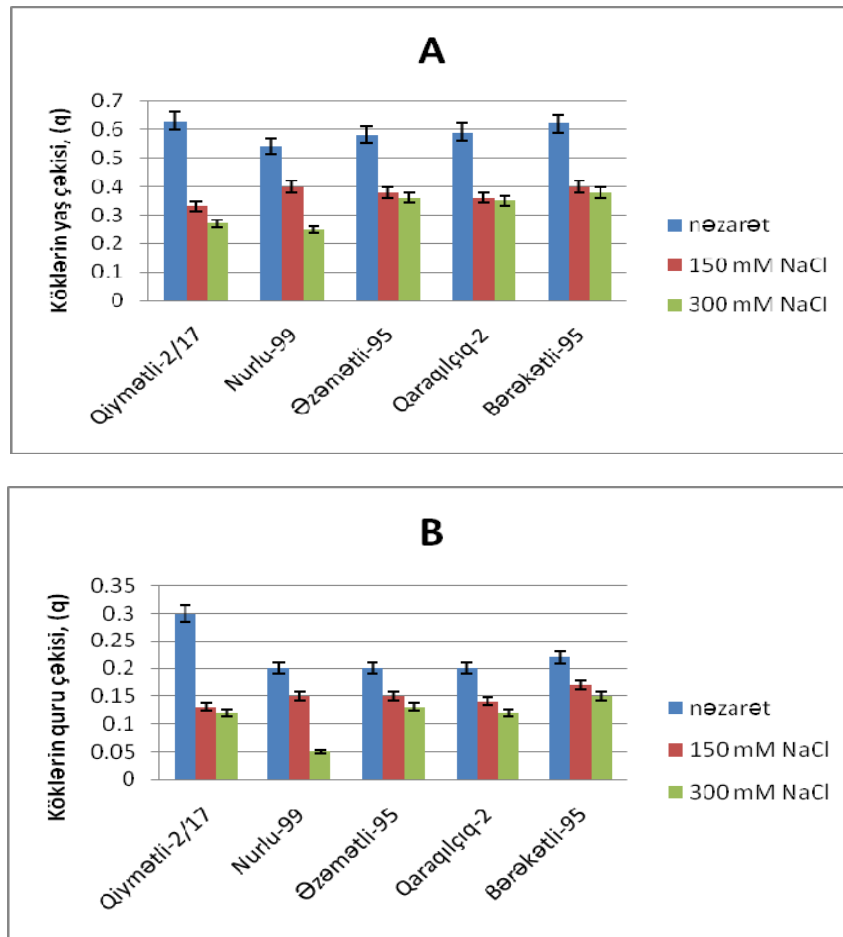 A
Köklərin yaş çəkisi, (q)
0.7
0.6
0.5
0.4
0.3
0.2
0.1
0
Qiymətli-2/17
Nurlu-99
Əzəmətli-95
Qaraqılçıq-2
Bərəkətli-95
nəzarət
150 mM NaCl
300 mM NaCl
B
Köklərin quru çəkisi, (q)
0.35
0.3
0.25
0.2
0.15
0.1
0.05
0
Qiymətli-2/17
Nurlu-99
Əzəmətli-95
Qaraqılçıq-2
Bərəkətli-95
nəzarət
150 mM NaCl
300 mM NaCl